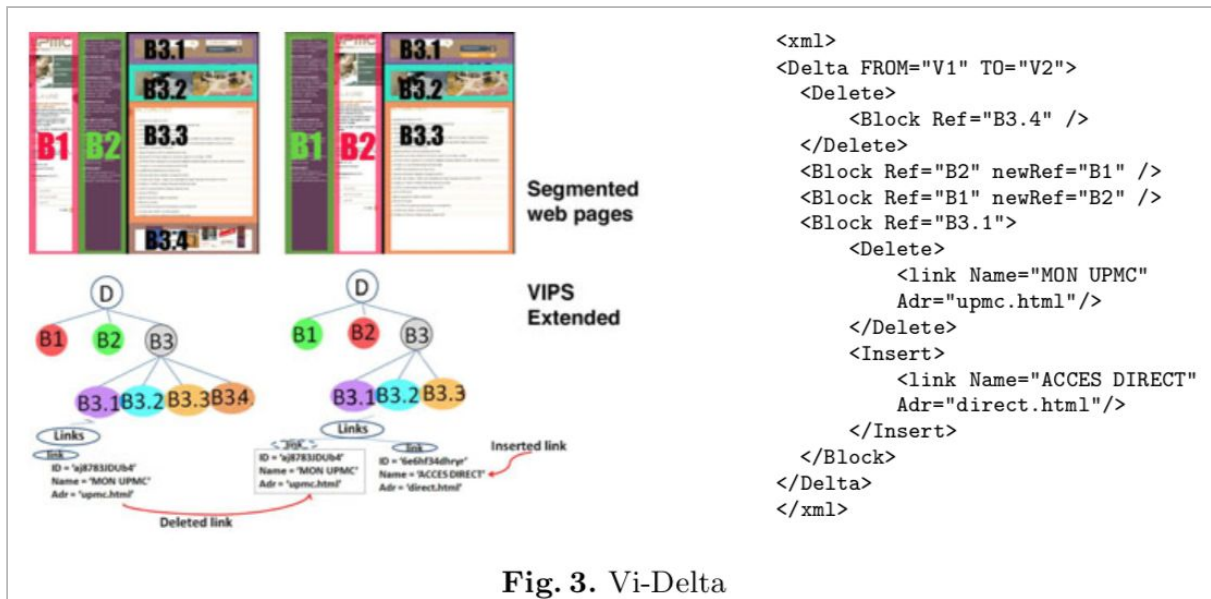 B3.1
B3.2
B3.3
B1
B2
B3.4
B3.1
B3.2
B3.3
B1
B2
Segmented
web pages
VIPS
Extended
D
B1
B2
B3
B3.1
B3.2
B3.3
B3.4.
Links
link
ID = 'aj8783JDUb4'
Name = 'MON UPMC'
Adr = 'upmc.html'
Deleted link
D
B1
B2
B3
B3.1
B3.2
B3.3
Links
link
ID = 'aj8783JDUb4'
Name = 'MON UPMC'
Adr = 'upmc.html'
link
ID = '6e6hf34dhryr'
Name = 'ACCES DIRECT'
Adr = 'direct.html'
Inserted link
<xml>
<Delta FROM="V1" TO="V2">
<Delete>
<Block Ref="B3.4" />
</Delete>
<Block Ref="B2" newRef="B1" />
<Block Ref="B1" newRef="B2" />
<Block Ref="B3.1">
<Delete>
<link Name="MON UPMC"
Adr="upmc.html"/>
</Delete>
<Insert>
<link Name="ACCES DIRECT"
Adr="direct.html"/>
</Insert>
</Block>
</Delta>
</xml>
Fig. 3. Vi-Delta